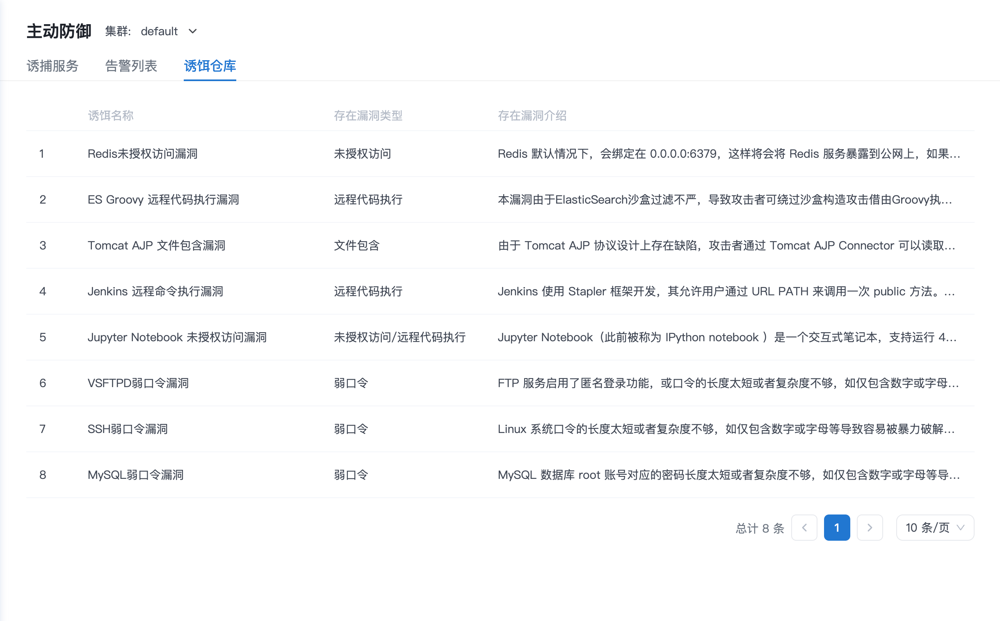 主动防御 集群: default
诱捕服务 告警列表 诱饵仓库
诱饵名称 存在漏洞类型 存在漏洞介绍
1 Redis未授权访问漏洞 未授权访问 Redis 默认情况下，会绑定在 0.0.0.0:6379，这样将会将 Redis 服务暴露到公网上，如果...
2 ES Groovy 远程代码执行漏洞 远程代码执行 本漏洞由于ElasticSearch沙盒过滤不严，导致攻击者可绕过沙盒构造攻击借由Groovy执...
3 Tomcat AJP 文件包含漏洞 文件包含 由于 Tomcat AJP 协议设计上存在缺陷，攻击者通过 Tomcat AJP Connector 可以读取...
4 Jenkins 远程命令执行漏洞 远程代码执行 Jenkins 使用 Stapler 框架开发，其允许用户通过 URL PATH 来调用一次 public 方法。...
5 Jupyter Notebook 未授权访问漏洞 未授权访问/远程代码执行 Jupyter Notebook（此前被称为 IPython notebook ）是一个交互式笔记本，支持运行 4...
6 VSFTPD弱口令漏洞 弱口令 FTP 服务启用了匿名登录功能，或口令的长度太短或者复杂度不够，如仅包含数字或字母...
7 SSH弱口令漏洞 弱口令 Linux 系统口令的长度太短或者复杂度不够，如仅包含数字或字母等导致容易被暴力破解...
8 MySQL弱口令漏洞 弱口令 MySQL 数据库 root 账号对应的密码长度太短或者复杂度不够，如仅包含数字或字母等导...
总计 8 条 1 10 条/页